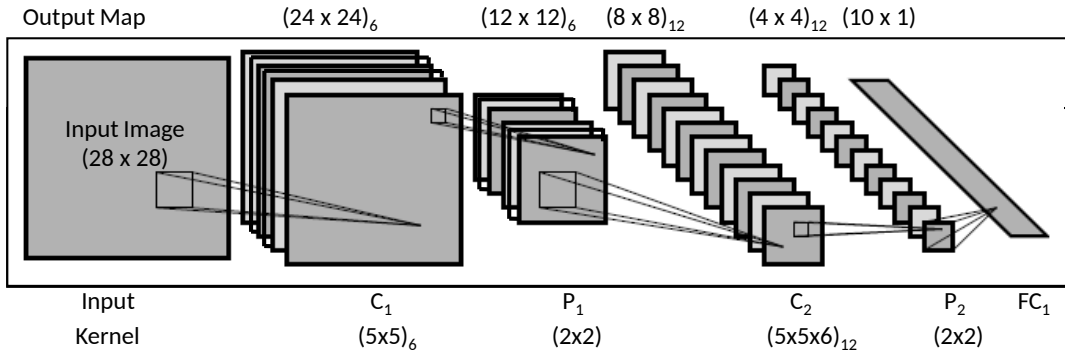 Output Map (24 x 24)₆ (12 x 12)₆ (8 x 8)₁₂ (4 x 4)₁₂ (10 x 1)
Input Image
(28 x 28)
Input C₁ P₁ C₂ P₂ FC₁
Kernel (5x5)₆ (2x2) (5x5x6)₁₂ (2x2)